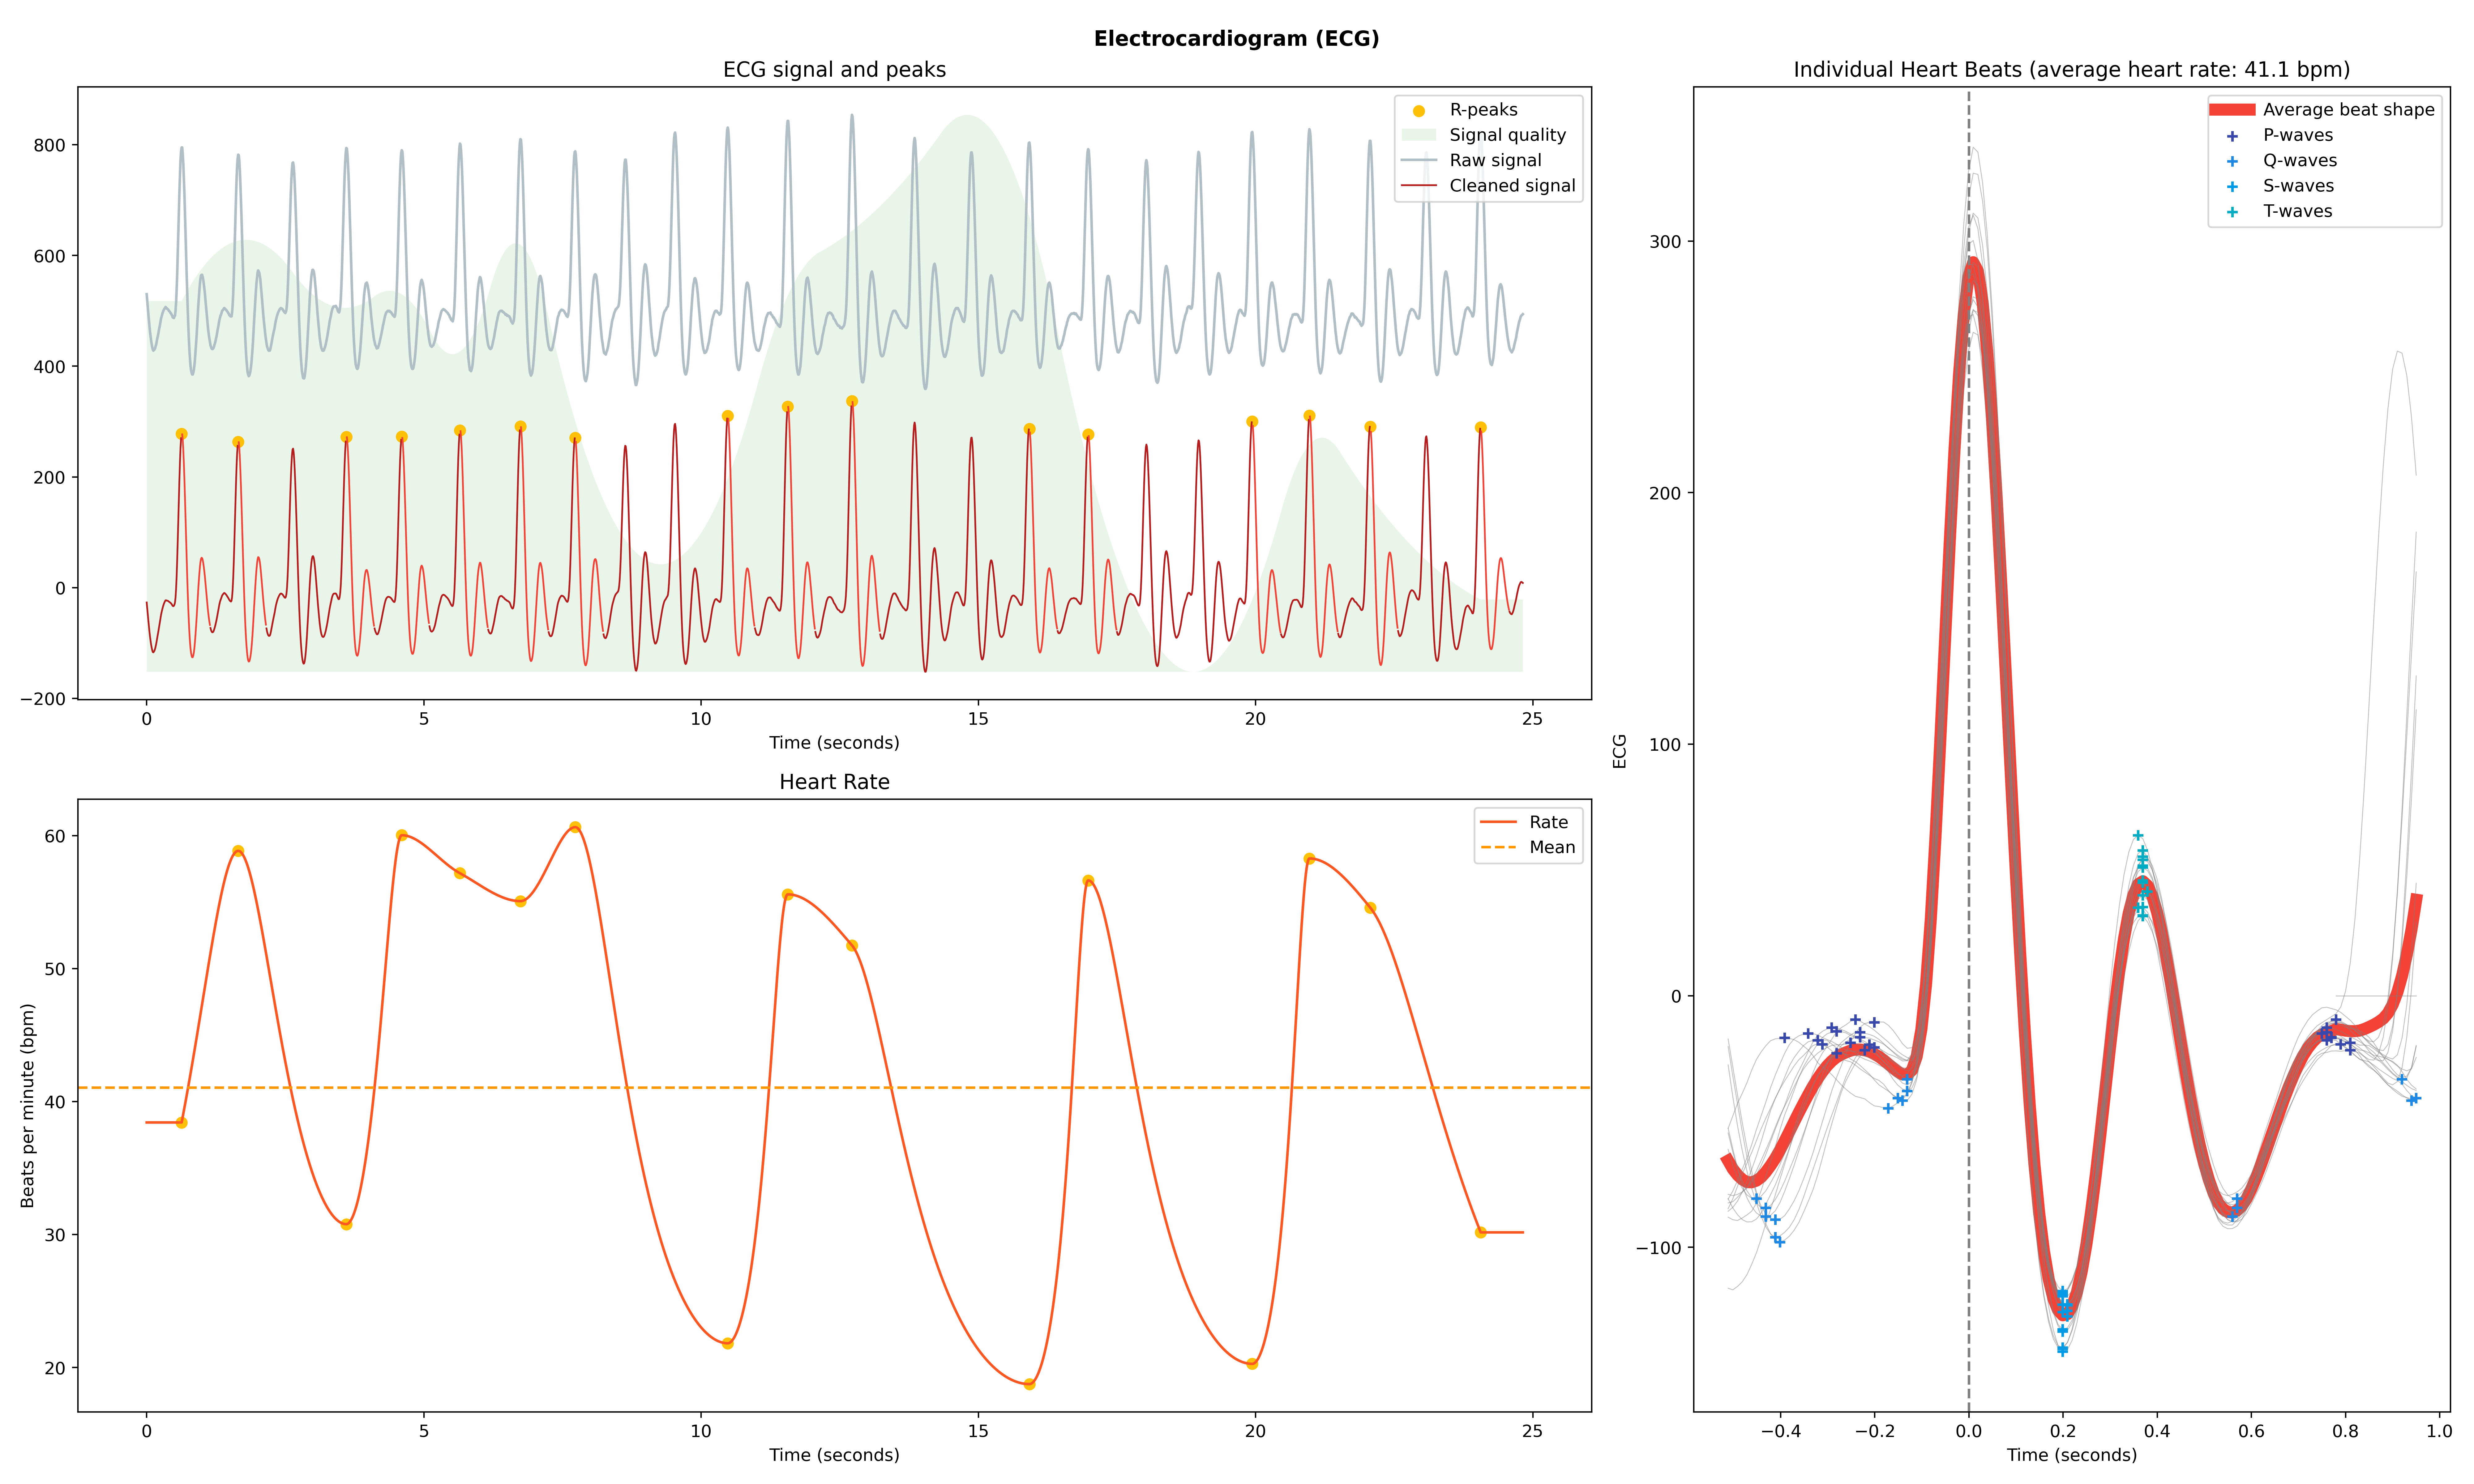 Electrocardiogram (ECG)
ECG signal and peaks
R-peaks
Signal quality
Raw signal
Cleaned signal
800
600
400
200
0
−200
0
5
10
15
20
25
Time (seconds)
Heart Rate
Rate
Mean
Beats per minute (bpm)
60
50
40
30
20
0
5
10
15
20
25
Time (seconds)
Individual Heart Beats (average heart rate: 41.1 bpm)
Average beat shape
P-waves
Q-waves
S-waves
T-waves
ECG
300
200
100
0
−100
−0.4
−0.2
0.0
0.2
0.4
0.6
0.8
1.0
Time (seconds)